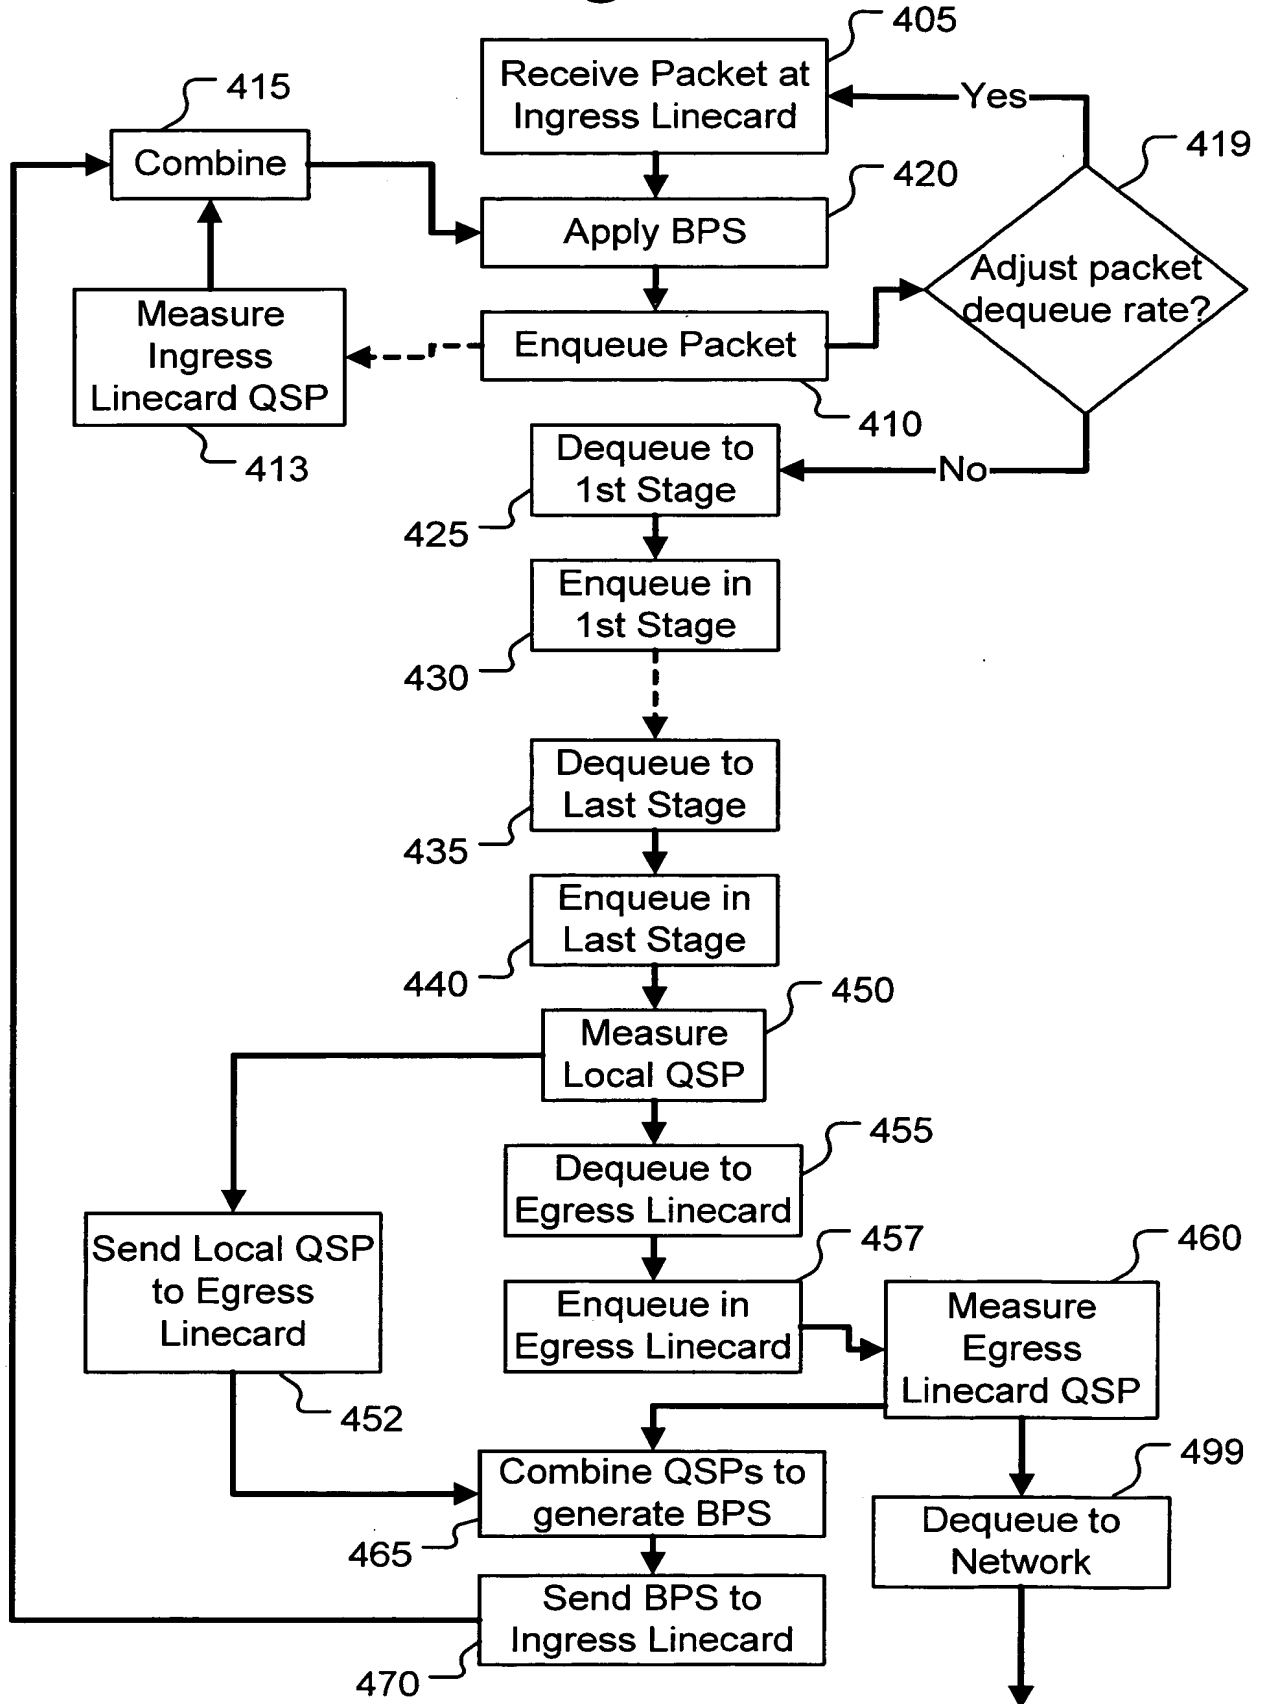 405
Receive Packet at
Ingress Linecard
Yes
415
Combine
419
420
Apply BPS
Adjust packet
dequeue rate?
Measure
Ingress
Linecard QSP
Enqueue Packet
410
413
Dequeue to
1st Stage
No
425
Enqueue in
1st Stage
430
Dequeue to
Last Stage
435
Enqueue in
Last Stage
440
450
Measure
Local QSP
455
Dequeue to
Egress Linecard
Send Local QSP
to Egress
Linecard
452
457
Enqueue in
Egress Linecard
460
Measure
Egress
Linecard QSP
Combine QSPs to
generate BPS
465
499
Dequeue to
Network
Send BPS to
Ingress Linecard
470